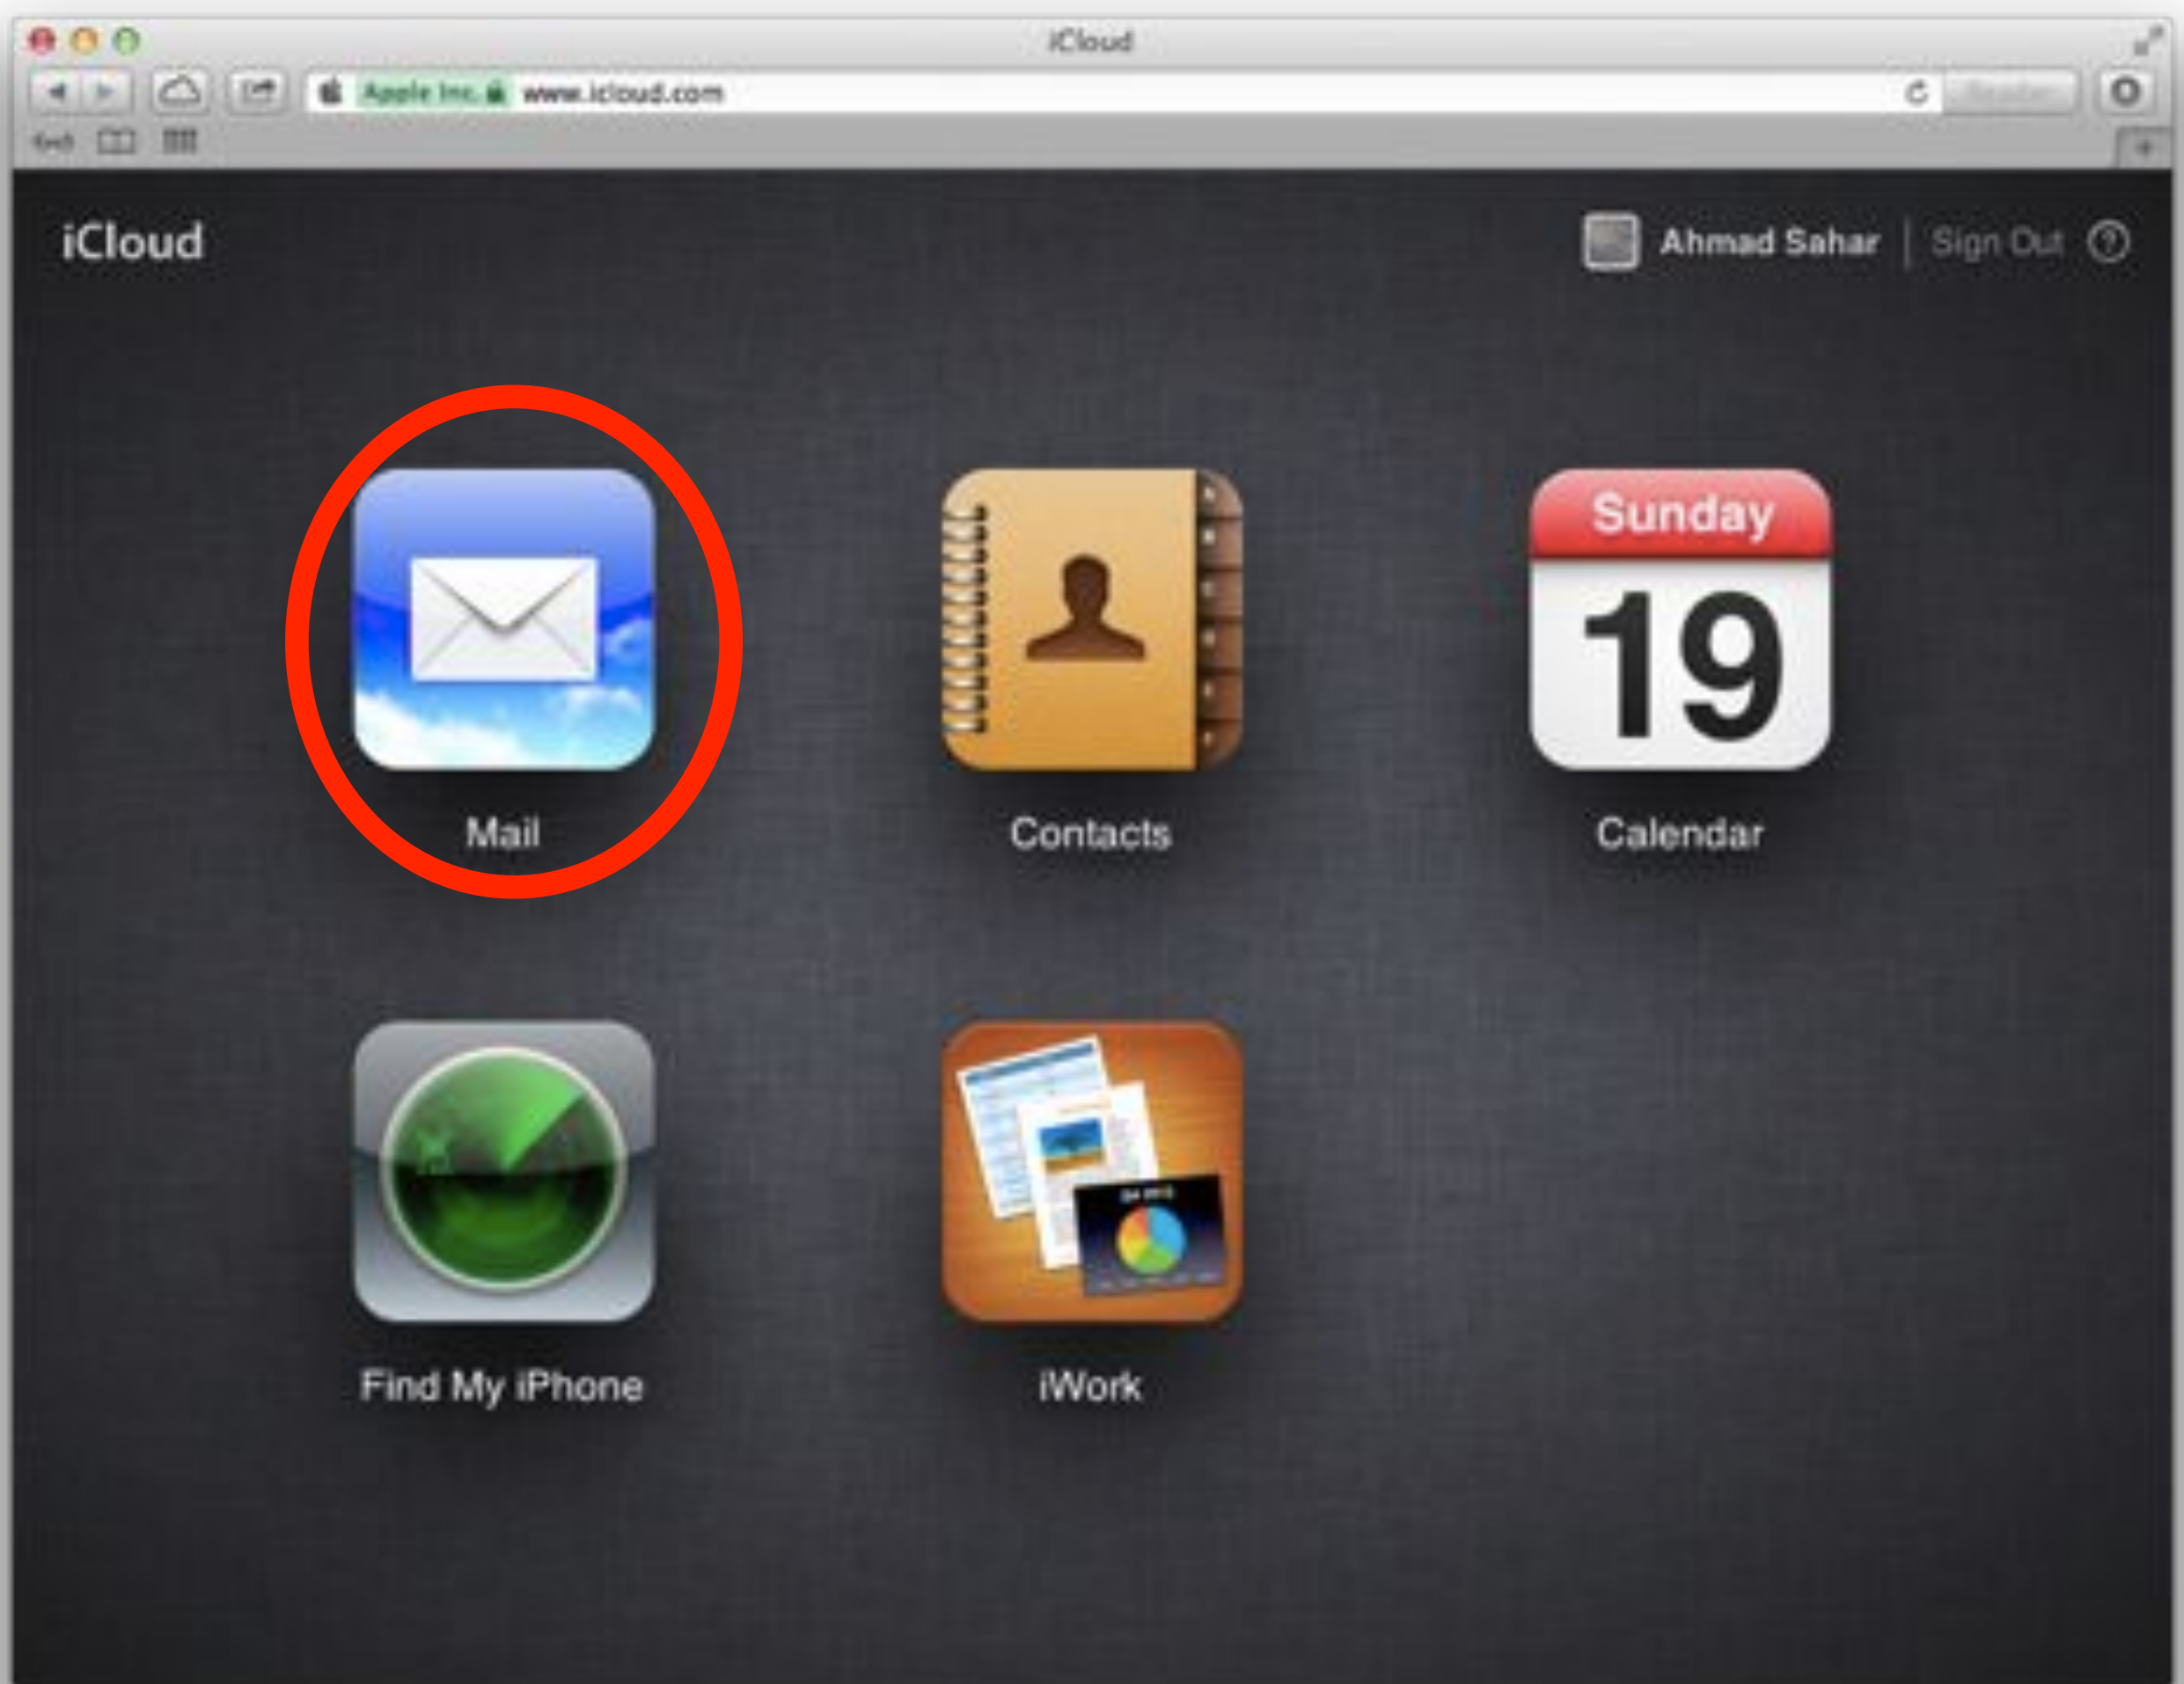 iCloud
Apple Inc. www.icloud.com
iCloud
Ahmad Sahar | Sign Out ?
Sunday
19
Mail
Contacts
Calendar
Find My iPhone
iWork